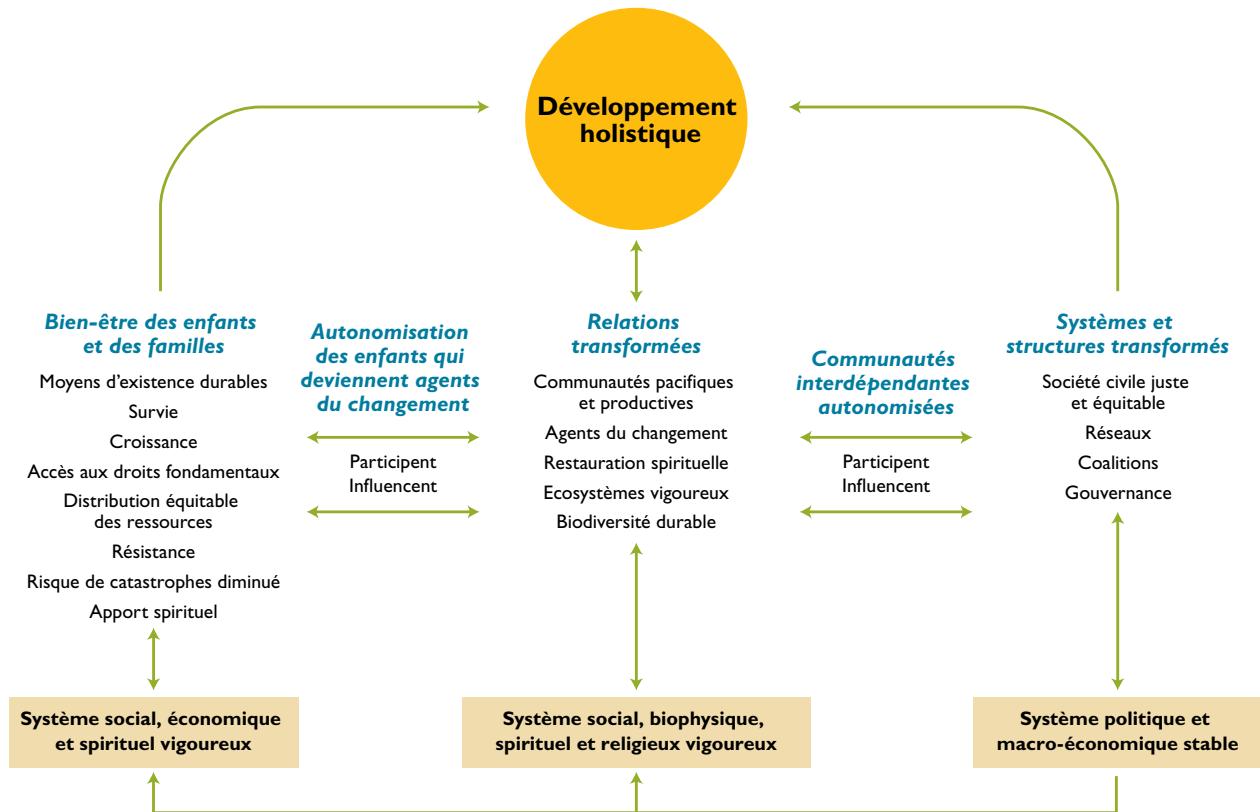 Développement
holistique
Bien-être des enfants
et des familles
Moyens d'existence durables
Survie
Croissance
Accès aux droits fondamentaux
Distribution équitable
des ressources
Résistance
Risque de catastrophes diminué
Apport spirituel
Autonomisation
des enfants qui
deviennent agents
du changement
Participent
Influencent
Relations
transformées
Communautés pacifiques
et productives
Agents du changement
Restauration spirituelle
Ecosystèmes vigoureux
Biodiversité durable
Communautés
interdépendantes
autonomisées
Participent
Influencent
Systèmes et
structures transformés
Société civile juste
et équitable
Réseaux
Coalitions
Gouvernance
Système social, économique
et spirituel vigoureux
Système social, biophysique,
spirituel et religieux vigoureux
Système politique et
macro-économique stable